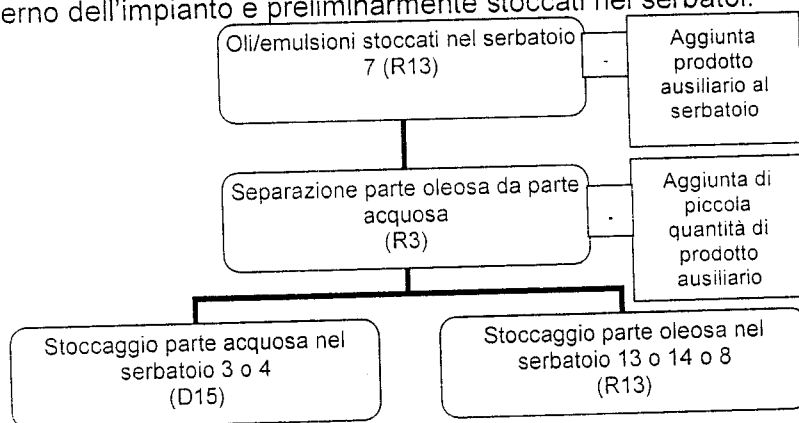 dell'impianto e preliminarmente stoccati nei serbatoi.
Oli/emulsioni stoccati nel serbatoio
7 (R13)
-
Aggiunta
prodotto
ausiliario al
serbatoio
Separazione parte oleosa da parte
acquosa
(R3)
-
Aggiunta di
piccola
quantità di
prodotto
ausiliario
Stoccaggio parte acquosa nel
serbatoio 3 o 4
(D15)
Stoccaggio parte oleosa nel
serbatoio 13 o 14 o 8
(R13)